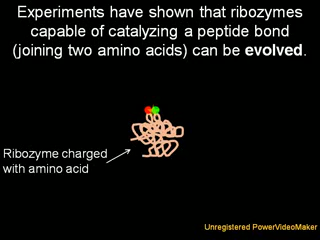 Experiments have shown that ribozymes
capable of catalyzing a peptide bond
(joining two amino acids) can be evolved.
Ribozyme charged
with amino acid
Unregistered PowerVideoMaker